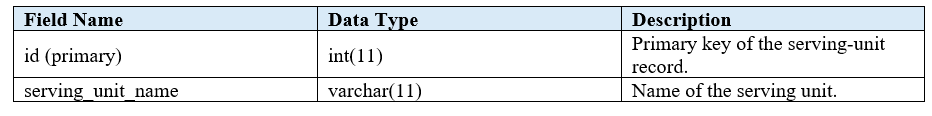 Field Name Data Type Description
id (primary) int(11) Primary key of the serving-unit
record.
serving_unit_name varchar(11) Name of the serving unit.